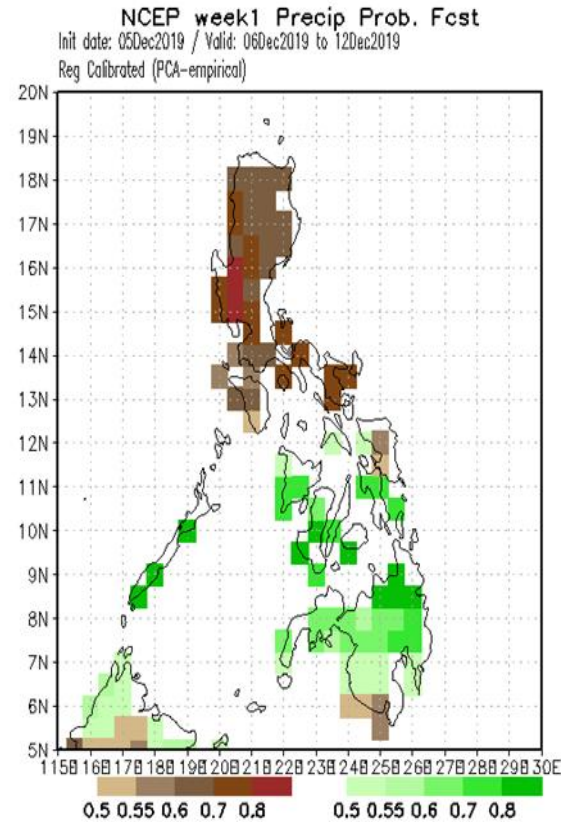 NCEP week1 Precip Prob. Fcst
Init date: 05Dec2019 / Valid: 06Dec2019 to 12Dec2019
Reg Calibrated (PCA-empirical)
20N
19N
18N
17N
16N
15N
14N
13N
12N
11N
10N
9N
8N
7N
6N
5N
115E 116E 117E 118E 119E 120E 121E 122E 123E 124E 125E 126E 127E 128E 129E 130E
0.5 0.55 0.6 0.7 0.8 0.5 0.55 0.6 0.7 0.8